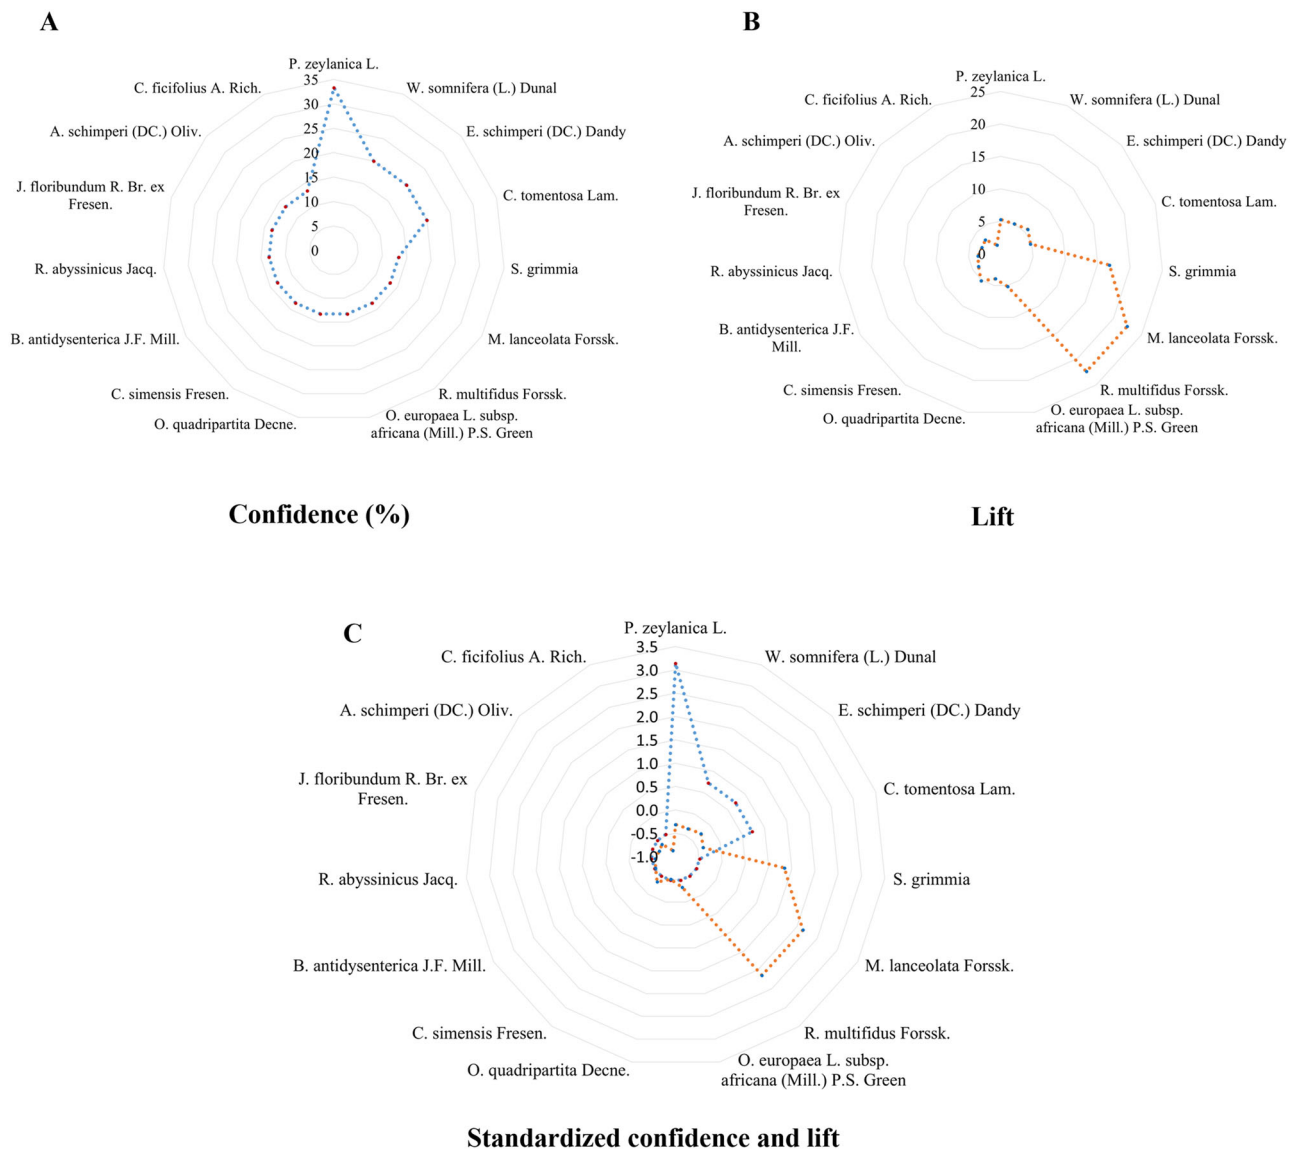 A
P. zeylanica L.
W. somnifera (L.) Dunal
E. schimperi (DC.) Dandy
C. tomentosa Lam.
S. grimmia
M. lanceolata Forssk.
R. multifidus Forssk.
O. europaea L. subsp.
africana (Mill.) P.S. Green
O. quadripartita Decne.
C. simensis Fresen.
B. antidysenterica J.F. Mill.
R. abyssinicus Jacq.
J. floribundum R. Br. ex
Fresen.
A. schimperi (DC.) Oliv.
C. ficifolius A. Rich.
35
30
25
20
15
10
5
0
Confidence (%)
B
P. zeylanica L.
W. somnifera (L.) Dunal
E. schimperi (DC.) Dandy
C. tomentosa Lam.
S. grimmia
M. lanceolata Forssk.
R. multifidus Forssk.
O. europaea L. subsp.
africana (Mill.) P.S. Green
O. quadripartita Decne.
C. simensis Fresen.
B. antidysenterica J.F.
Mill.
R. abyssinicus Jacq.
J. floribundum R. Br. ex
Fresen.
A. schimperi (DC.) Oliv.
C. ficifolius A. Rich.
25
20
15
10
5
0
Lift
C
P. zeylanica L.
W. somnifera (L.) Dunal
E. schimperi (DC.) Dandy
C. tomentosa Lam.
S. grimmia
M. lanceolata Forssk.
R. multifidus Forssk.
O. europaea L. subsp.
africana (Mill.) P.S. Green
O. quadripartita Decne.
C. simensis Fresen.
B. antidysenterica J.F. Mill.
R. abyssinicus Jacq.
J. floribundum R. Br. ex
Fresen.
A. schimperi (DC.) Oliv.
C. ficifolius A. Rich.
3.5
3.0
2.5
2.0
1.5
1.0
0.5
0.0
-0.5
-1.0
Standardized confidence and lift